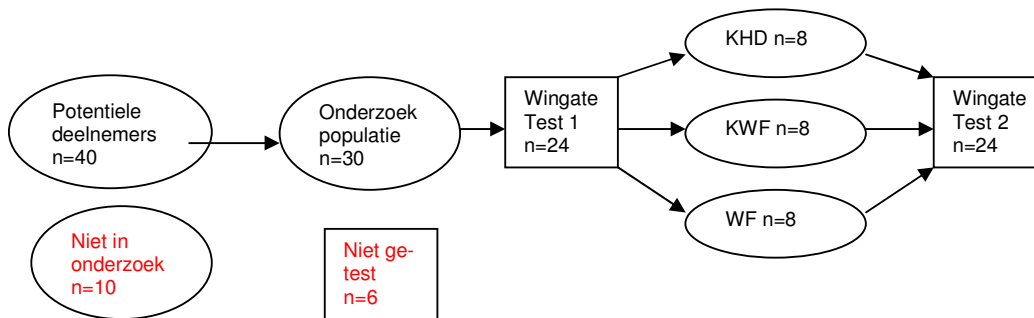 Potentiele
deelnemers
n=40
Onderzoek
populatie
n=30
Wingate
Test 1
n=24
KHD n=8
KWF n=8
WF n=8
Wingate
Test 2
n=24
Niet in
onderzoek
n=10
Niet ge-
test
n=6